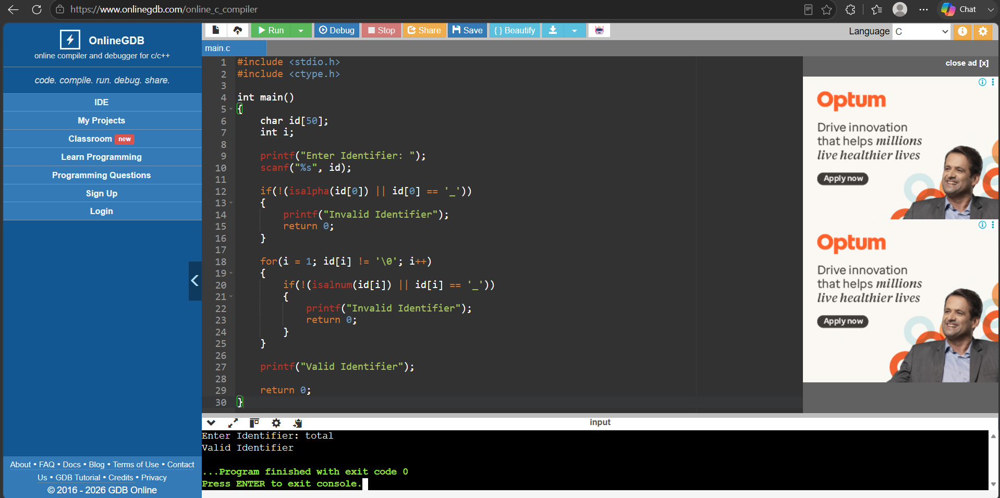 https://www.onlinegdb.com/online_c_compiler
Chat
OnlineGDB
online compiler and debugger for c/c++
code. compile. run. debug. share.
IDE
My Projects
Classroom new
Learn Programming
Programming Questions
Sign Up
Login
About • FAQ • Docs • Blog • Terms of Use • Contact
Us • GDB Tutorial • Credits • Privacy
© 2016 - 2026 GDB Online
Run Debug Stop Share Save { } Beautify
Language C
main.c
1 #include <stdio.h>
2 #include <ctype.h>
3
4 int main()
5 {
6 char id[50];
7 int i;
8
9 printf("Enter Identifier: ");
10 scanf("%s", id);
11
12 if(!(isalpha(id[0]) || id[0] == '_'))
13 {
14 printf("Invalid Identifier");
15 return 0;
16 }
17
18 for(i = 1; id[i] != '\0'; i++)
19 {
20 if(!(isalnum(id[i]) || id[i] == '_'))
21 {
22 printf("Invalid Identifier");
23 return 0;
24 }
25 }
26
27 printf("Valid Identifier");
28
29 return 0;
30 }
close ad [x]
Optum
Drive innovation
that helps millions
live healthier lives
Apply now
Optum
Drive innovation
that helps millions
live healthier lives
Apply now
input
Enter Identifier: total
Valid Identifier
...Program finished with exit code 0
Press ENTER to exit console.